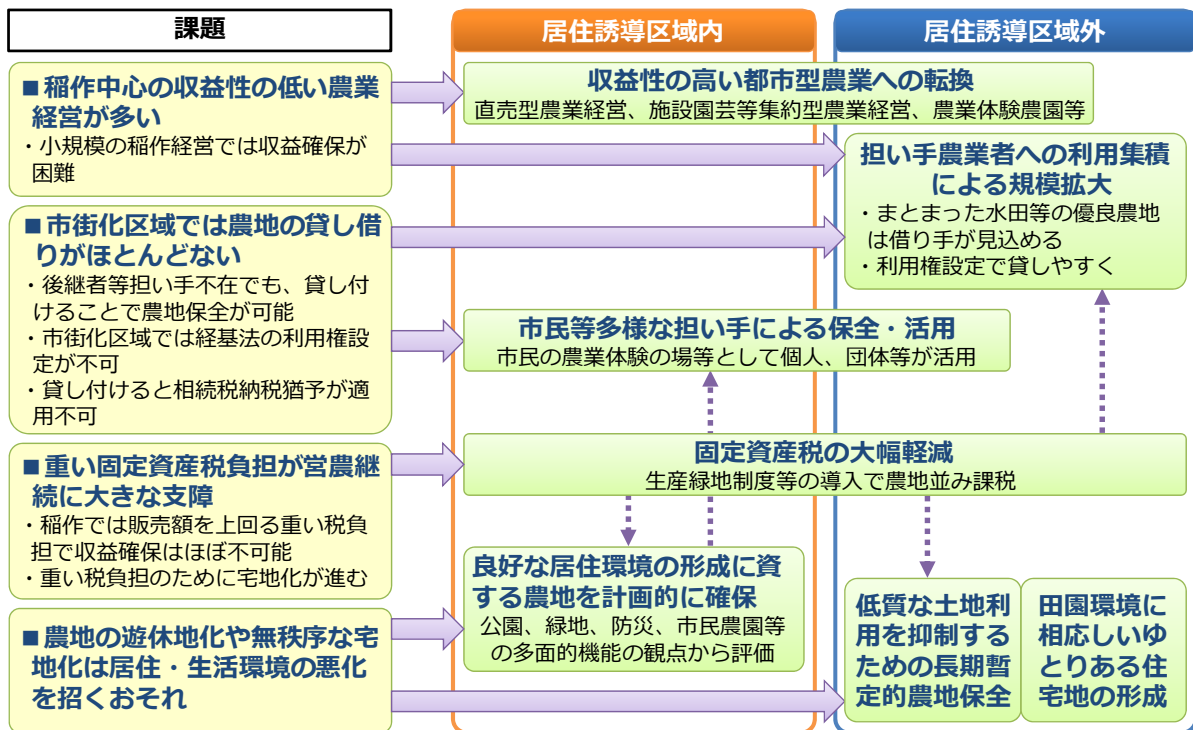 課題
■稲作中心の収益性の低い農業
経営が多い
・小規模の稲作経営では収益確保が
困難
■市街化区域では農地の貸し借
りがほとんどない
・後継者等担い手不在でも、貸し付
けることで農地保全が可能
・市街化区域では経基法の利用権設
定が不可
・貸し付けると相続税納税猶予が適
用不可
■重い固定資産税負担が営農継
続に大きな支障
・稲作では販売額を上回る重い税負
担で収益確保はほぼ不可能
・重い税負担のために宅地化が進む
■農地の遊休地化や無秩序な宅
地化は居住・生活環境の悪化
を招くおそれ
居住誘導区域内
居住誘導区域外
収益性の高い都市型農業への転換
直売型農業経営、施設園芸等集約型農業経営、農業体験農園等
担い手農業者への利用集積
による規模拡大
・まとまった水田等の優良農地
は借り手が見込める
・利用権設定で貸しやすく
市民等多様な担い手による保全・活用
市民の農業体験の場等として個人、団体等が活用
固定資産税の大幅軽減
生産緑地制度等の導入で農地並み課税
良好な居住環境の形成に資
する農地を計画的に確保
公園、緑地、防災、市民農園等
の多面的機能の観点から評価
低質な土地利
用を抑制する
ための長期暫
定的農地保全
田園環境に
相応しいゆ
とりある住
宅地の形成